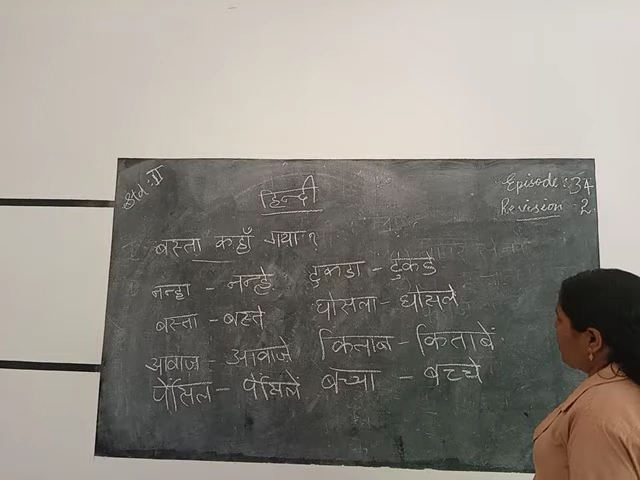 Std : II
हिन्दी
Episode : 34
Revision : 2
बस्ता कहाँ गया ?
नन्हा - नन्हे टुकडा - टुकडे
बस्ता - बस्ते घोसला - घोसले
आवाज - आवाजे किताब - किताबें
पेंसिल - पेंसिलें बच्चा - बच्चे